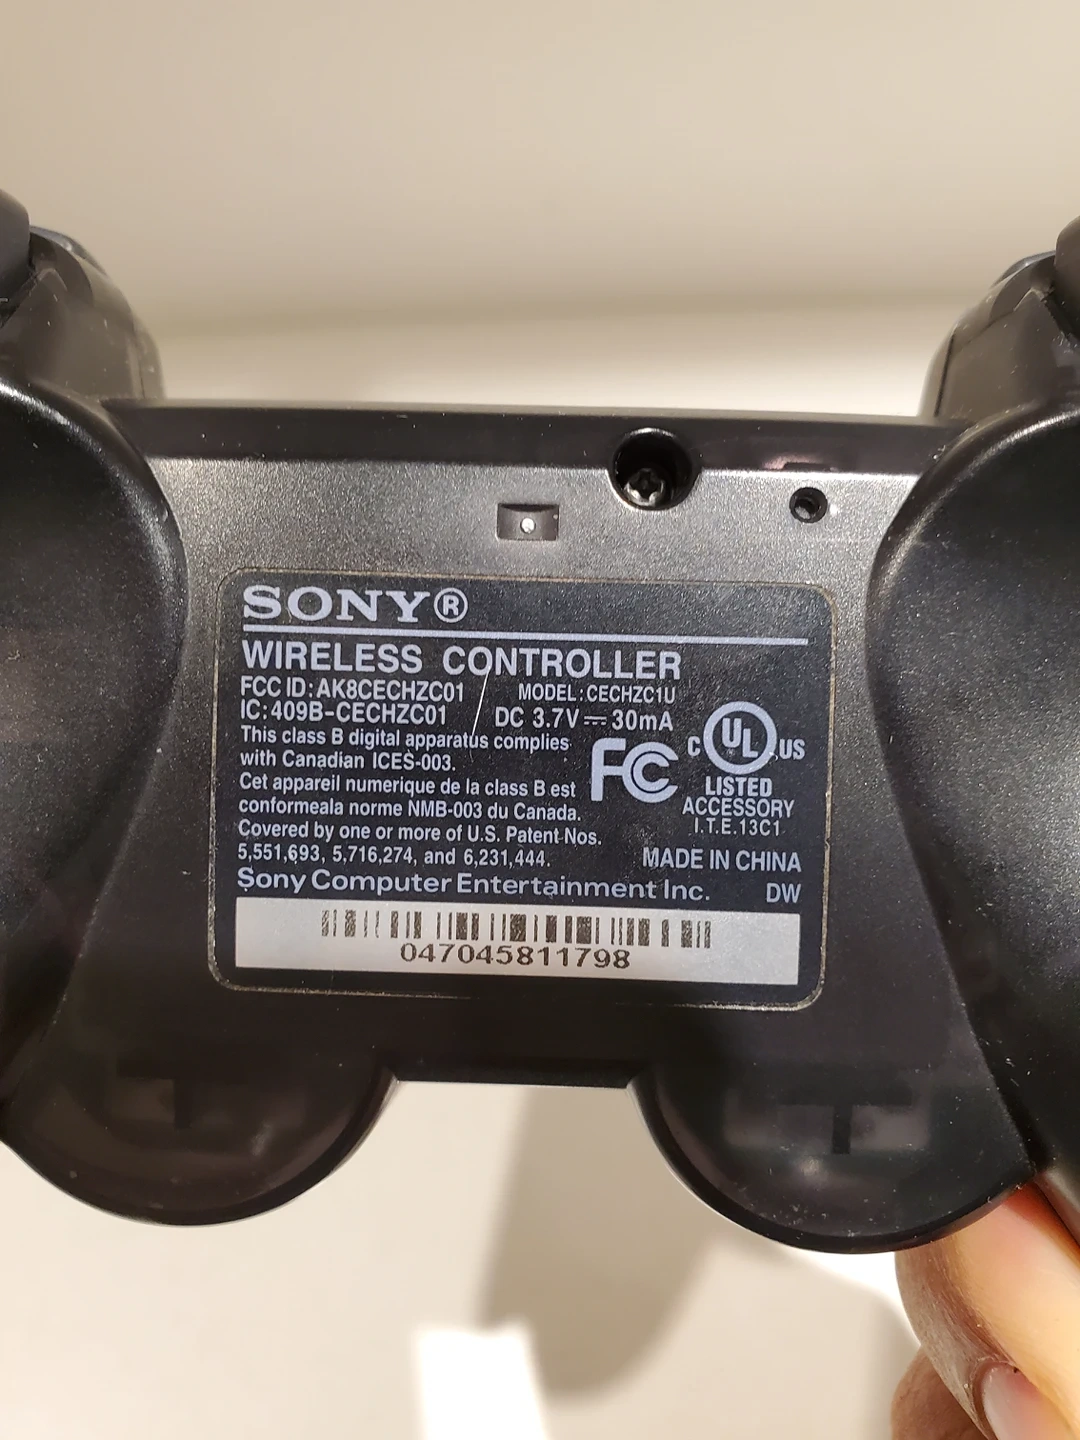 SONY®
WIRELESS CONTROLLER
FCC ID:AK8CECHZC01 MODEL:CECHZC1U
IC:409B-CECHZC01 DC 3.7V⎓30mA
This class B digital apparatus complies
with Canadian ICES-003.
Cet appareil numerique de la class B est
conformeala norme NMB-003 du Canada.
Covered by one or more of U.S. Patent Nos.
5,551,693, 5,716,274, and 6,231,444.
Sony Computer Entertainment Inc.
FC
C UL US
LISTED
ACCESSORY
I.T.E.13C1
MADE IN CHINA
DW
047045811798